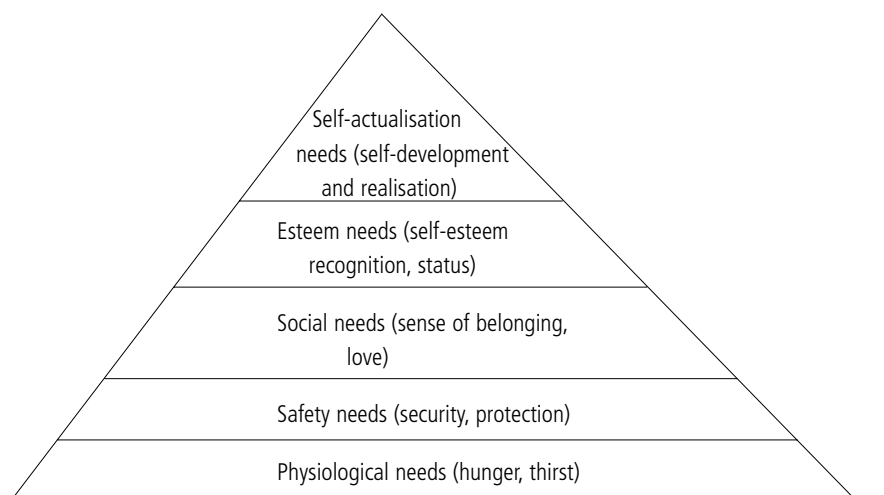 Self-actualisation
needs (self-development
and realisation)
Esteem needs (self-esteem
recognition, status)
Social needs (sense of belonging,
love)
Safety needs (security, protection)
Physiological needs (hunger, thirst)